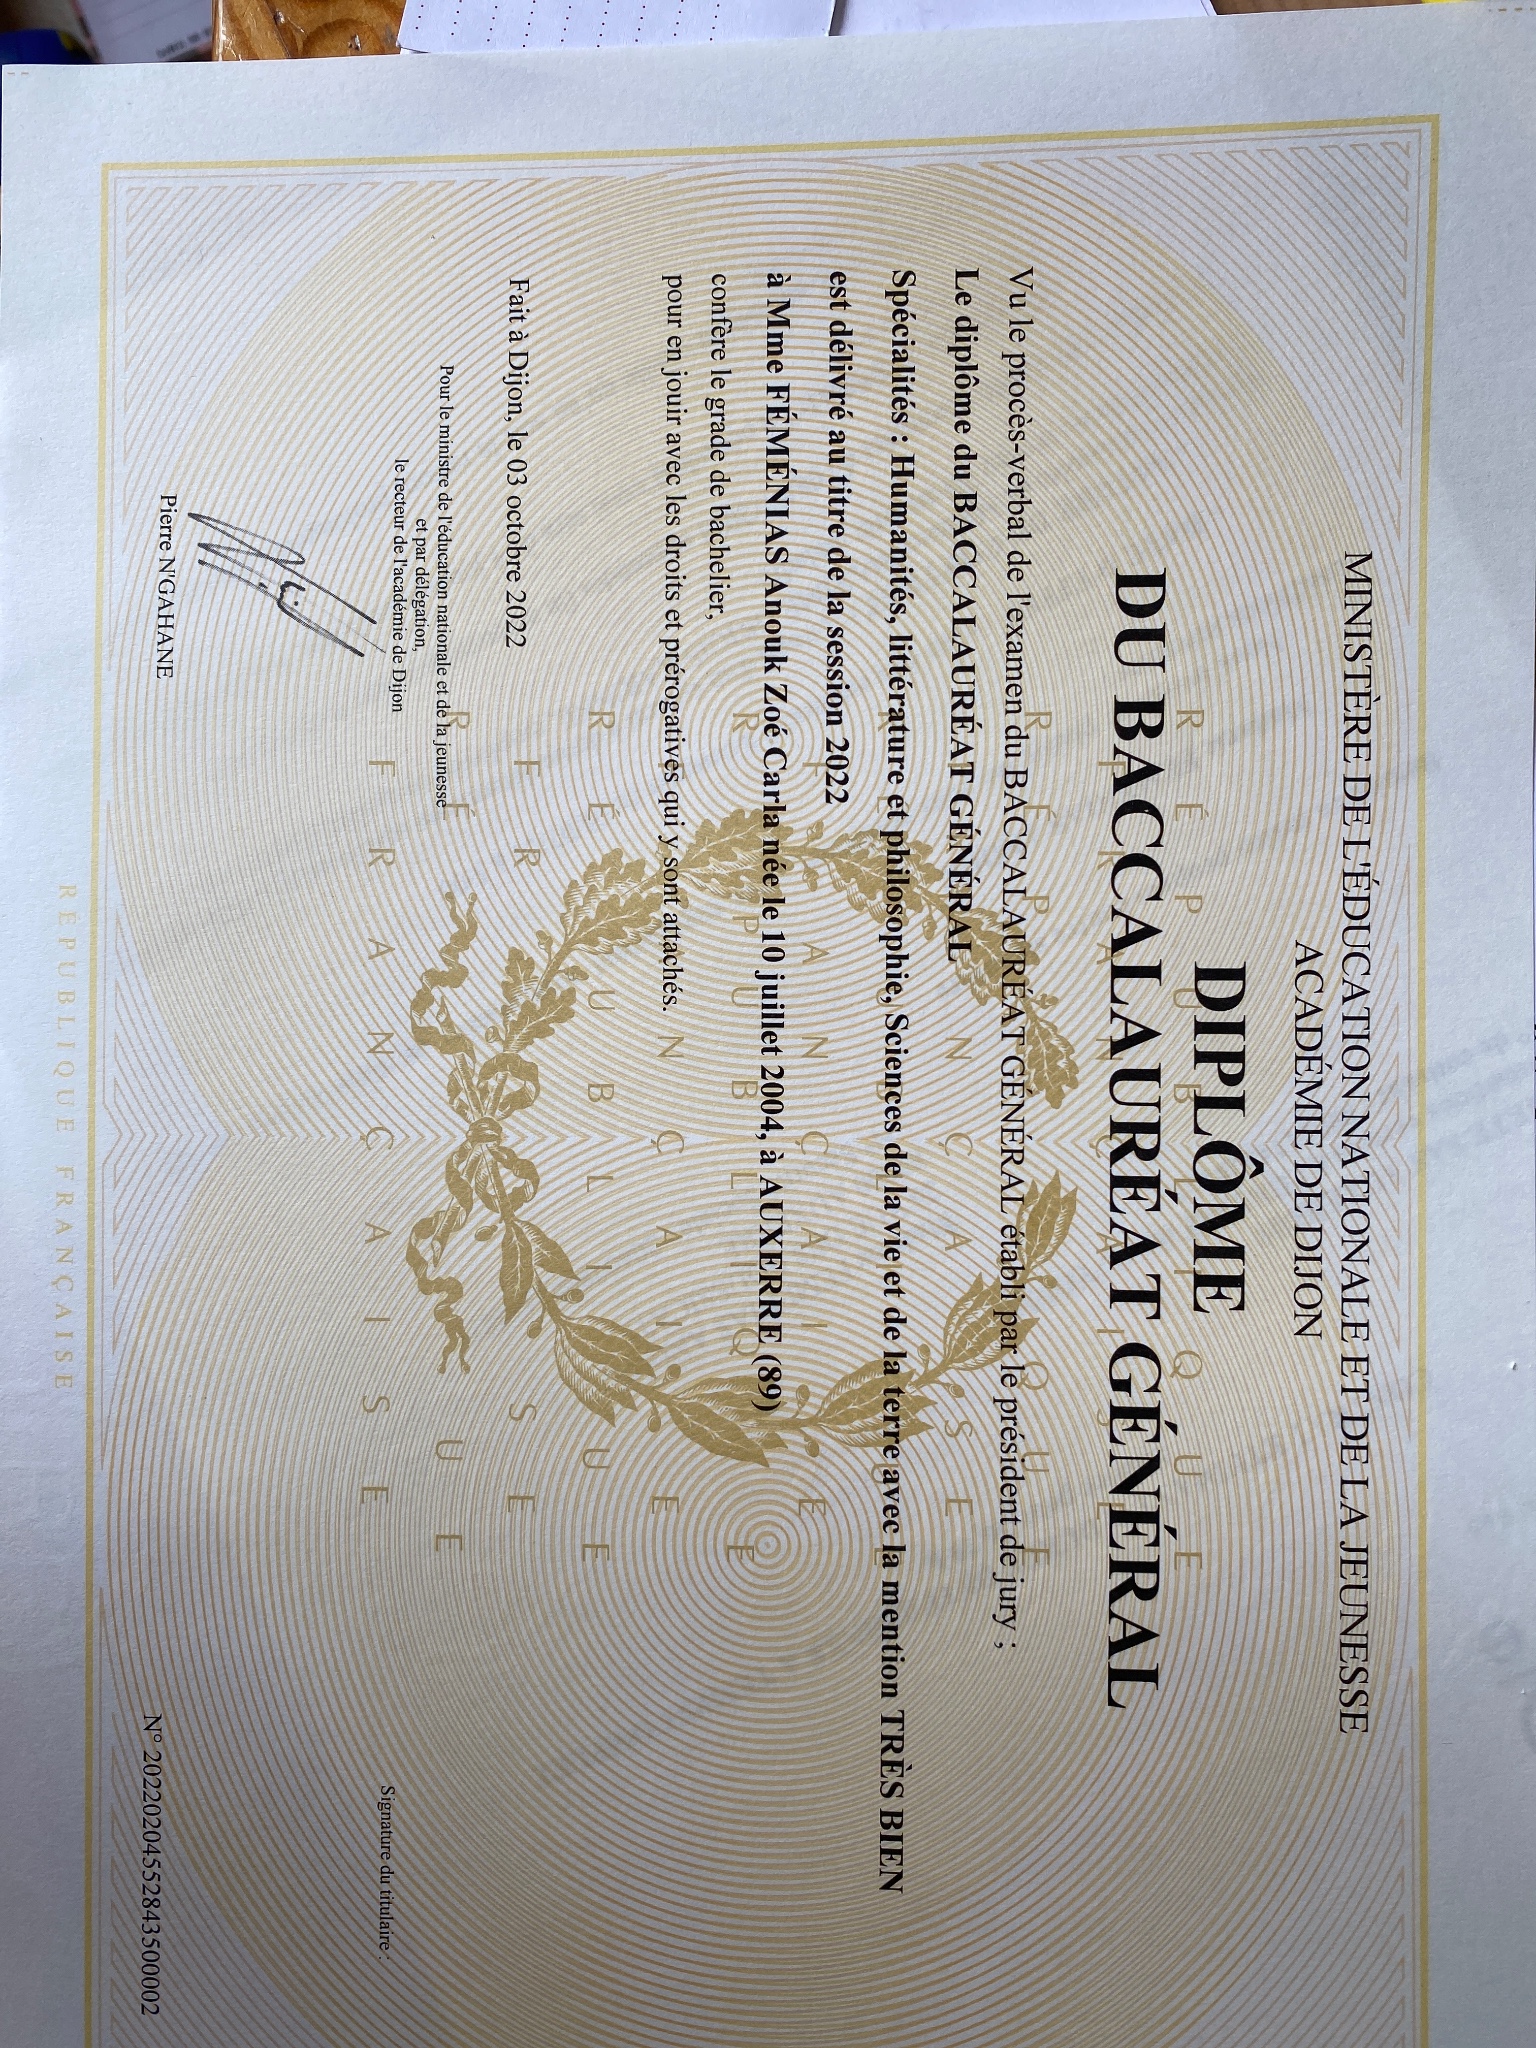 MINISTÈRE DE L'ÉDUCATION NATIONALE ET DE LA JEUNESSE
ACADÉMIE DE DIJON
DIPLÔME
DU BACCALAURÉAT GÉNÉRAL
Vu le procès-verbal de l'examen du BACCALAURÉAT GÉNÉRAL établi par le président de jury ;
Le diplôme du BACCALAURÉAT GÉNÉRAL
Spécialités : Humanités, littérature et philosophie, Sciences de la vie et de la terre avec la mention TRÈS BIEN
est délivré au titre de la session 2022
à Mme FÉMÉNIAS Anouk Zoé Carla née le 10 juillet 2004, à AUXERRE (89)
confère le grade de bachelier,
pour en jouir avec les droits et prérogatives qui y sont attachés.
Fait à Dijon, le 03 octobre 2022
Pour le ministre de l'éducation nationale et de la jeunesse
et par délégation,
le recteur de l'académie de Dijon
Signature du titulaire :
Pierre N'GAHANE
N° 20220204552843500002
RÉPUBLIQUE FRANÇAISE